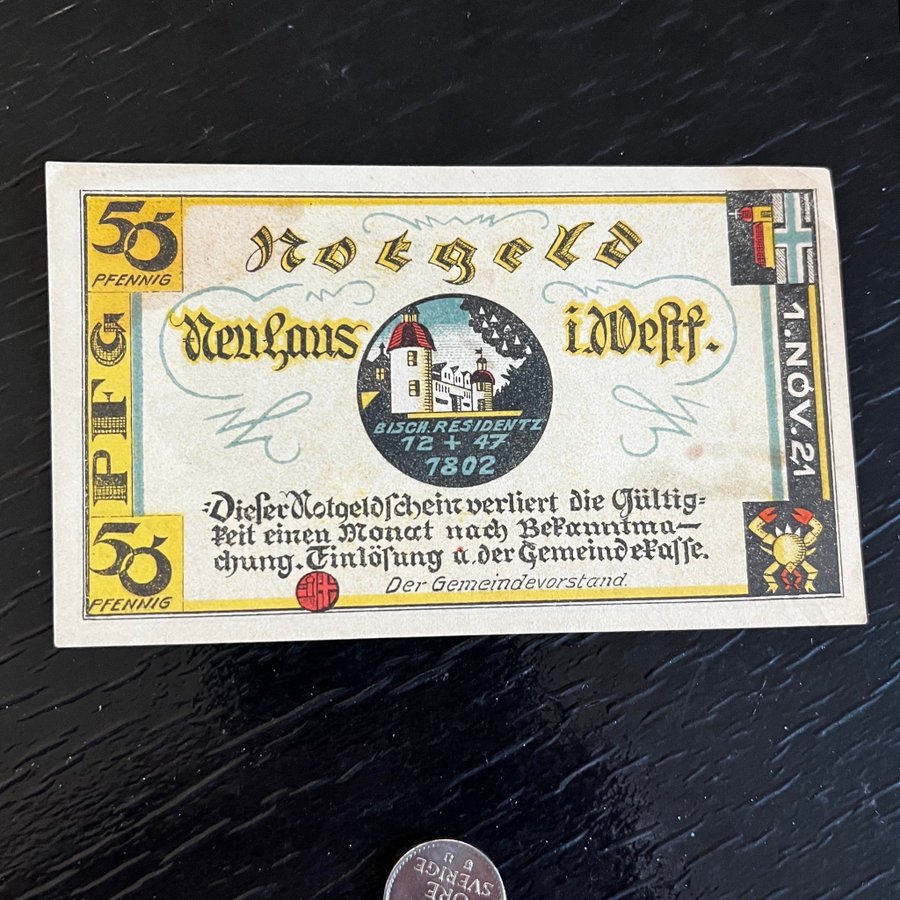 50
PFENNIG
Notgeld
Neuhaus i. Westf.
PFG
1. NOV. 21
BISCH. RESIDENTZ
12 + 47
1802
Dieser Notgeldschein verliert die Gültig=
keit einen Monat nach Bekanntma—
chung. Einlösung a. der Gemeindekasse.
Der Gemeindevorstand.
50
PFENNIG
ÖRE
SVERIGE